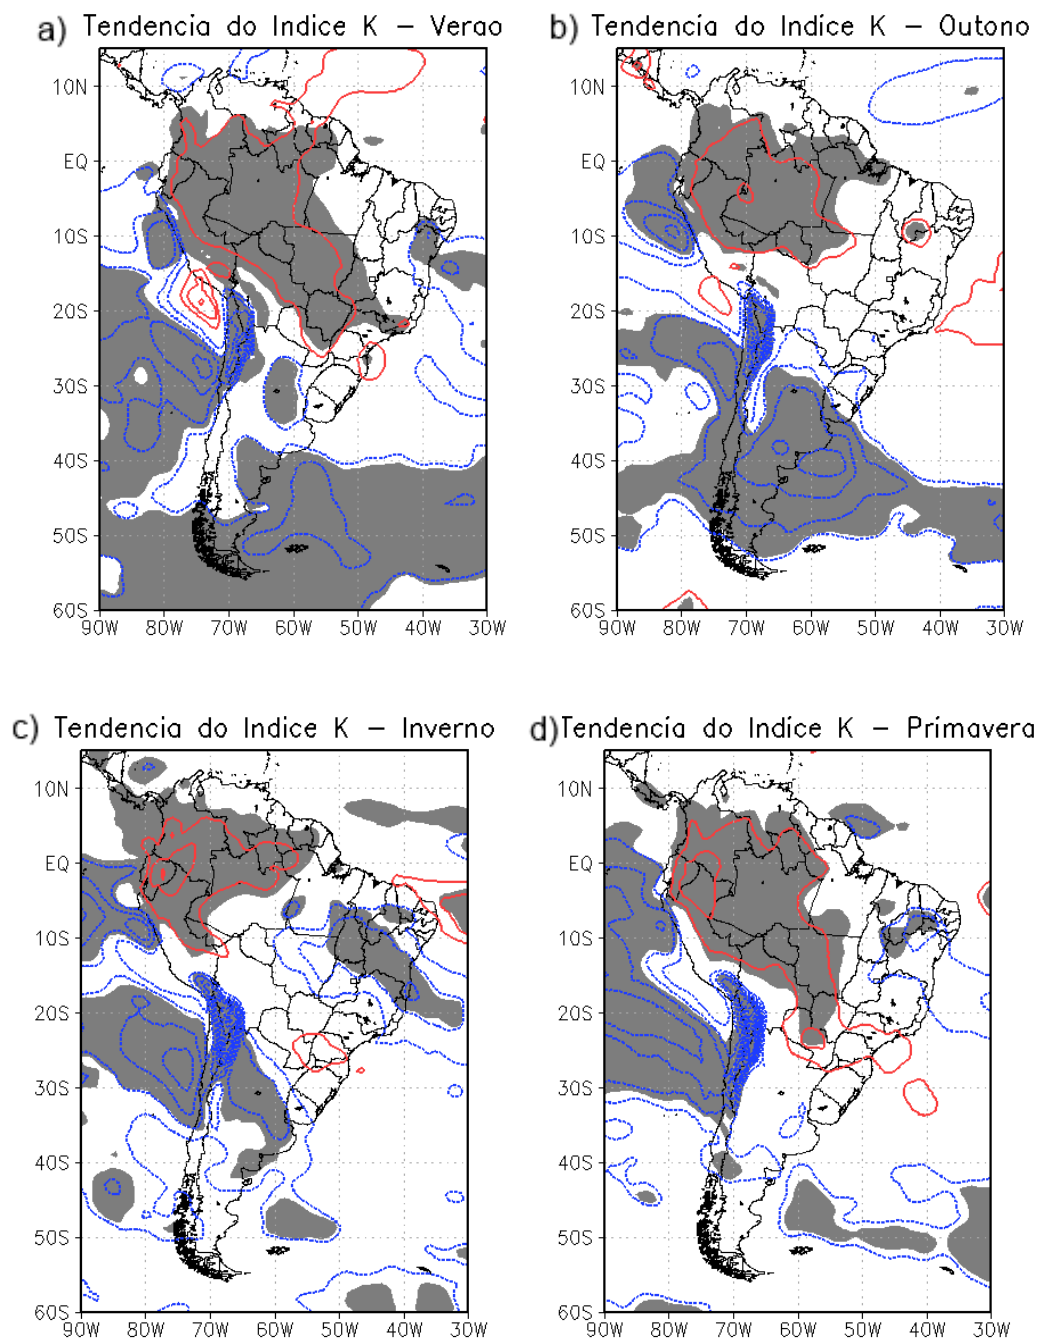 a) Tendencia do Indice K – Verao
10N
EQ
10S
20S
30S
40S
50S
60S
90W 80W 70W 60W 50W 40W 30W
b) Tendencia do Indice K – Outono
10N
EQ
10S
20S
30S
40S
50S
60S
90W 80W 70W 60W 50W 40W 30W
c) Tendencia do Indice K – Inverno
10N
EQ
10S
20S
30S
40S
50S
60S
90W 80W 70W 60W 50W 40W 30W
d) Tendencia do Indice K – Primavera
10N
EQ
10S
20S
30S
40S
50S
60S
90W 80W 70W 60W 50W 40W 30W